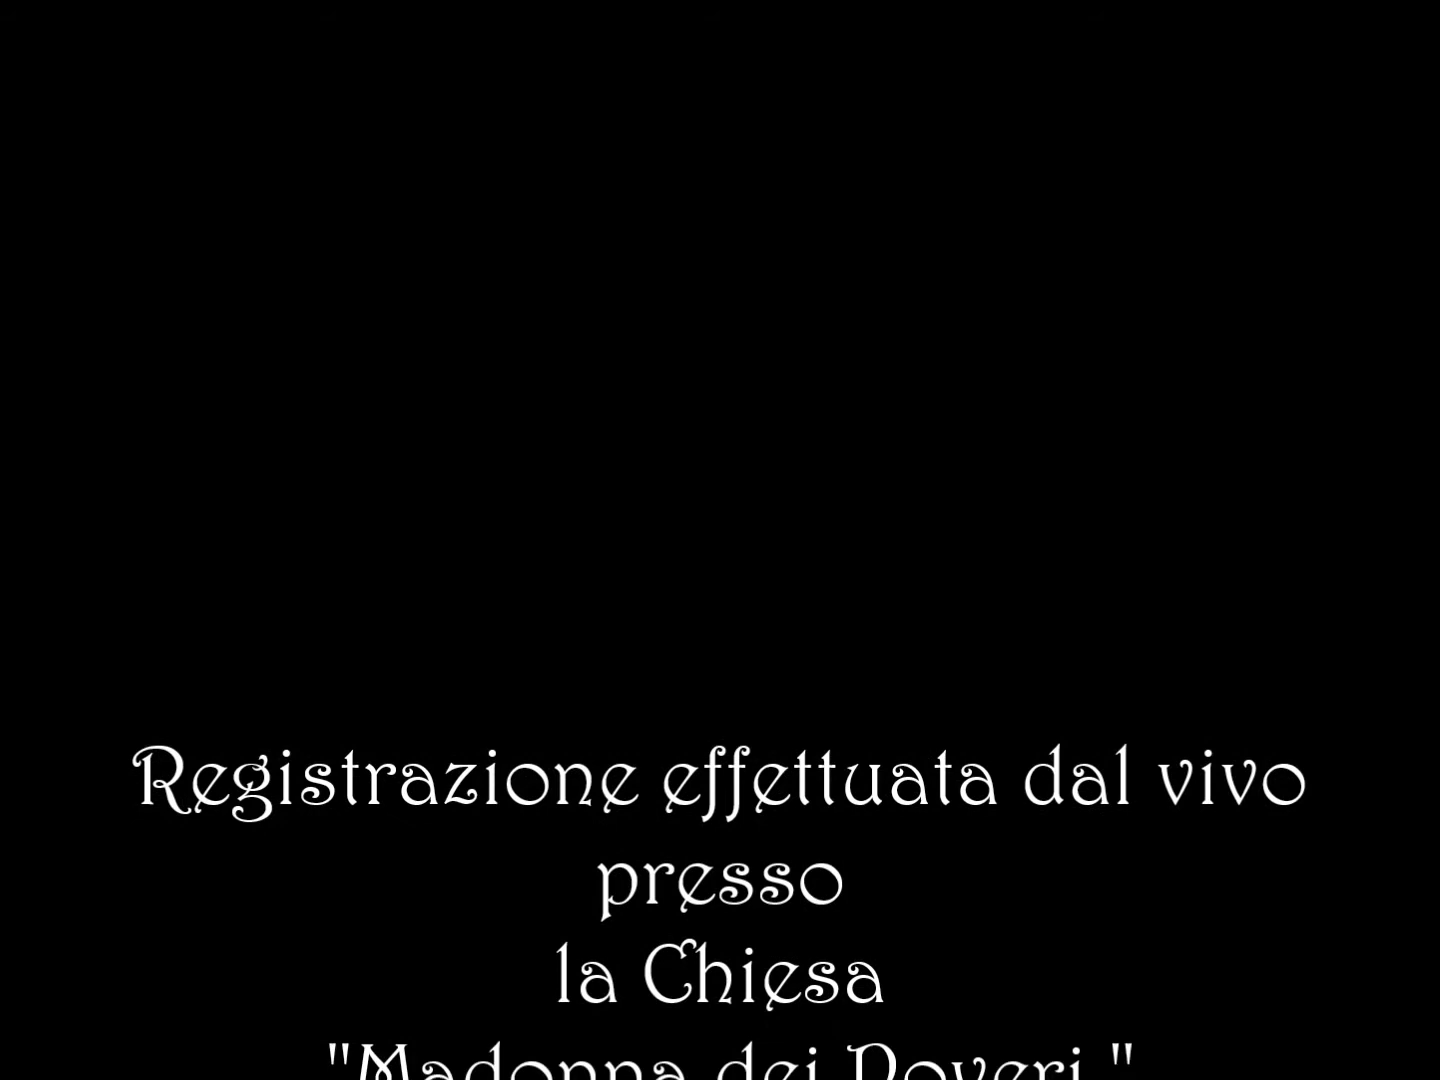 Registrazione effettuata dal vivo
presso
la Chiesa
"Madonna dei Poveri "